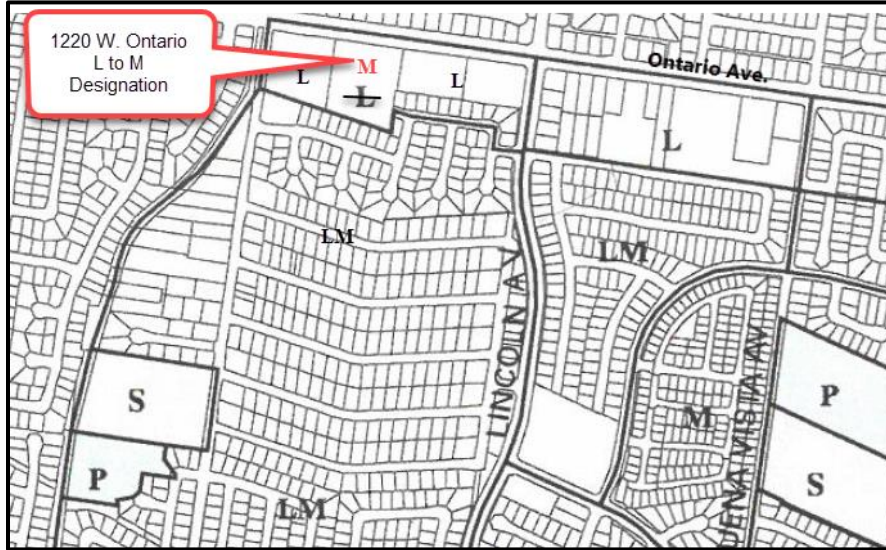 1220 W. Ontario
L to M
Designation
Ontario Ave.
L
M
L
L
L
LM
LM
LINCOLN AV
S
P
M
BUENA VISTA AV
P
S
LM